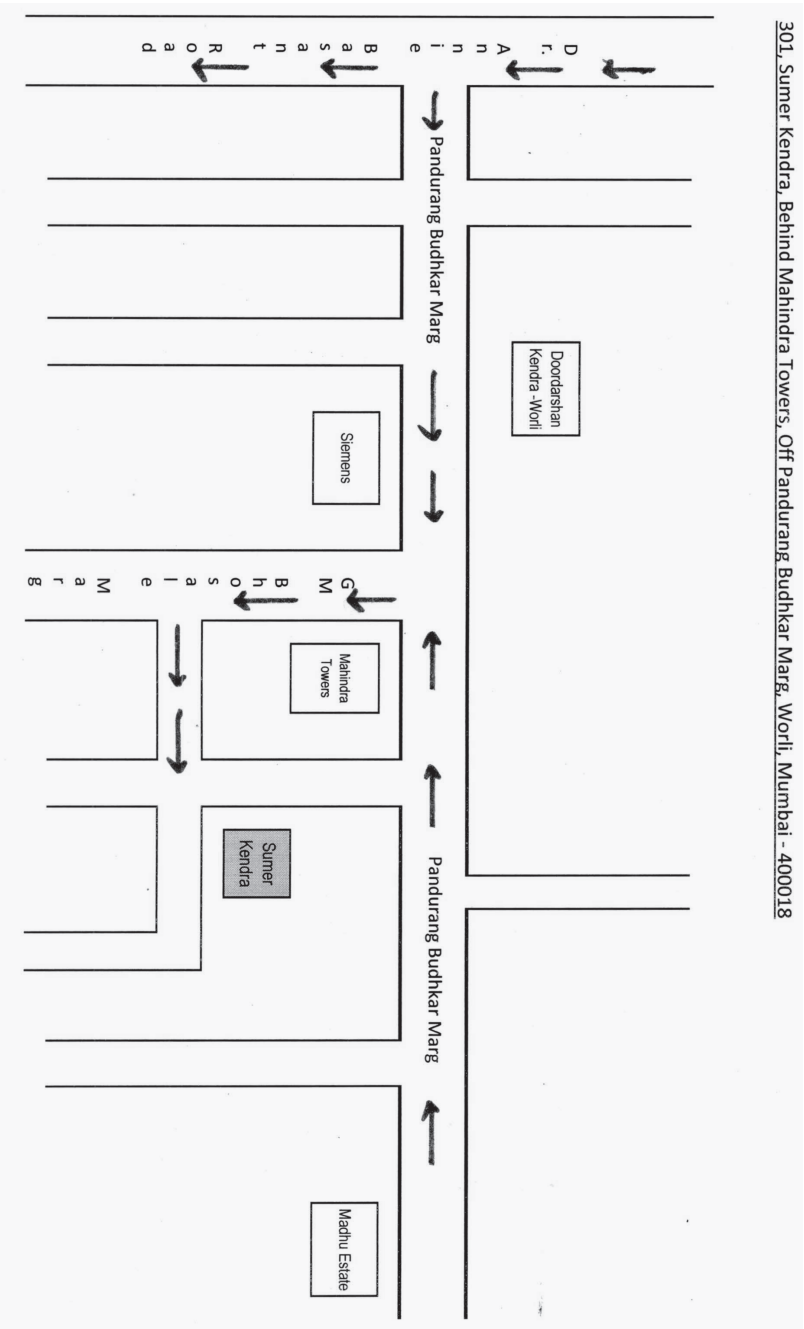 301, Sumer Kendra, Behind Mahindra Towers, Off Pandurang Budhkar Marg, Worli, Mumbai - 400018
Dr. Annie Basant Road
Pandurang Budhkar Marg
Doordarshan
Kendra -Worli
Siemens
GM Bhosale Marg
Mahindra
Towers
Sumer
Kendra
Pandurang Budhkar Marg
Madhu Estate